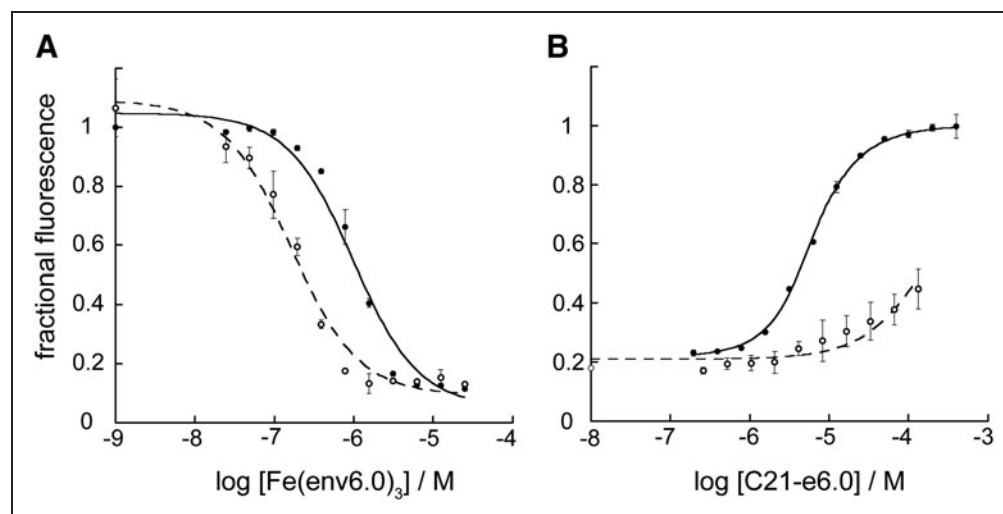 A
fractional fluorescence
1
0.8
0.6
0.4
0.2
0
-9 -8 -7 -6 -5 -4
log [Fe(env6.0)₃] / M
B
1
0.8
0.6
0.4
0.2
0
-8 -7 -6 -5 -4 -3
log [C21-e6.0] / M